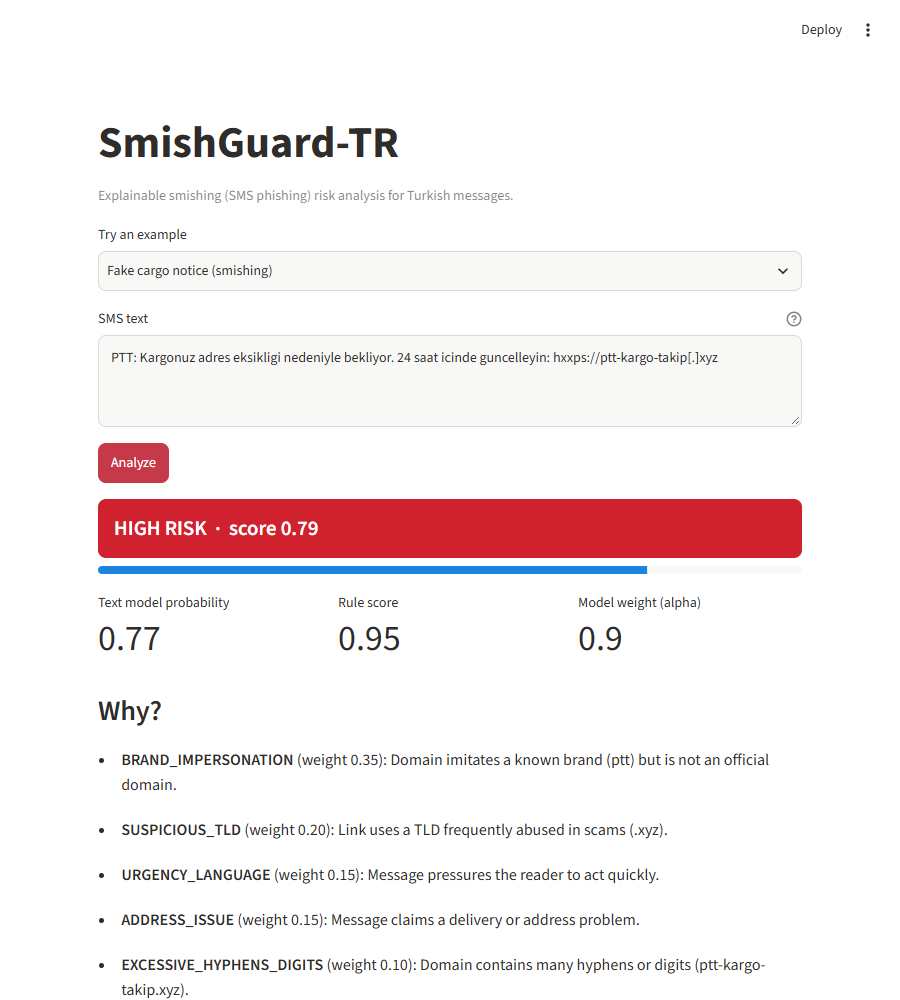 Deploy
SmishGuard-TR
Explainable smishing (SMS phishing) risk analysis for Turkish messages.
Try an example
Fake cargo notice (smishing)
SMS text
PTT: Kargonuz adres eksikligi nedeniyle bekliyor. 24 saat icinde guncelleyin: hxxps://ptt-kargo-takip[.]xyz
Analyze
HIGH RISK · score 0.79
Text model probability
0.77
Rule score
0.95
Model weight (alpha)
0.9
Why?
• BRAND_IMPERSONATION (weight 0.35): Domain imitates a known brand (ptt) but is not an official
domain.
• SUSPICIOUS_TLD (weight 0.20): Link uses a TLD frequently abused in scams (.xyz).
• URGENCY_LANGUAGE (weight 0.15): Message pressures the reader to act quickly.
• ADDRESS_ISSUE (weight 0.15): Message claims a delivery or address problem.
• EXCESSIVE_HYPHENS_DIGITS (weight 0.10): Domain contains many hyphens or digits (ptt-kargo-
takip.xyz).